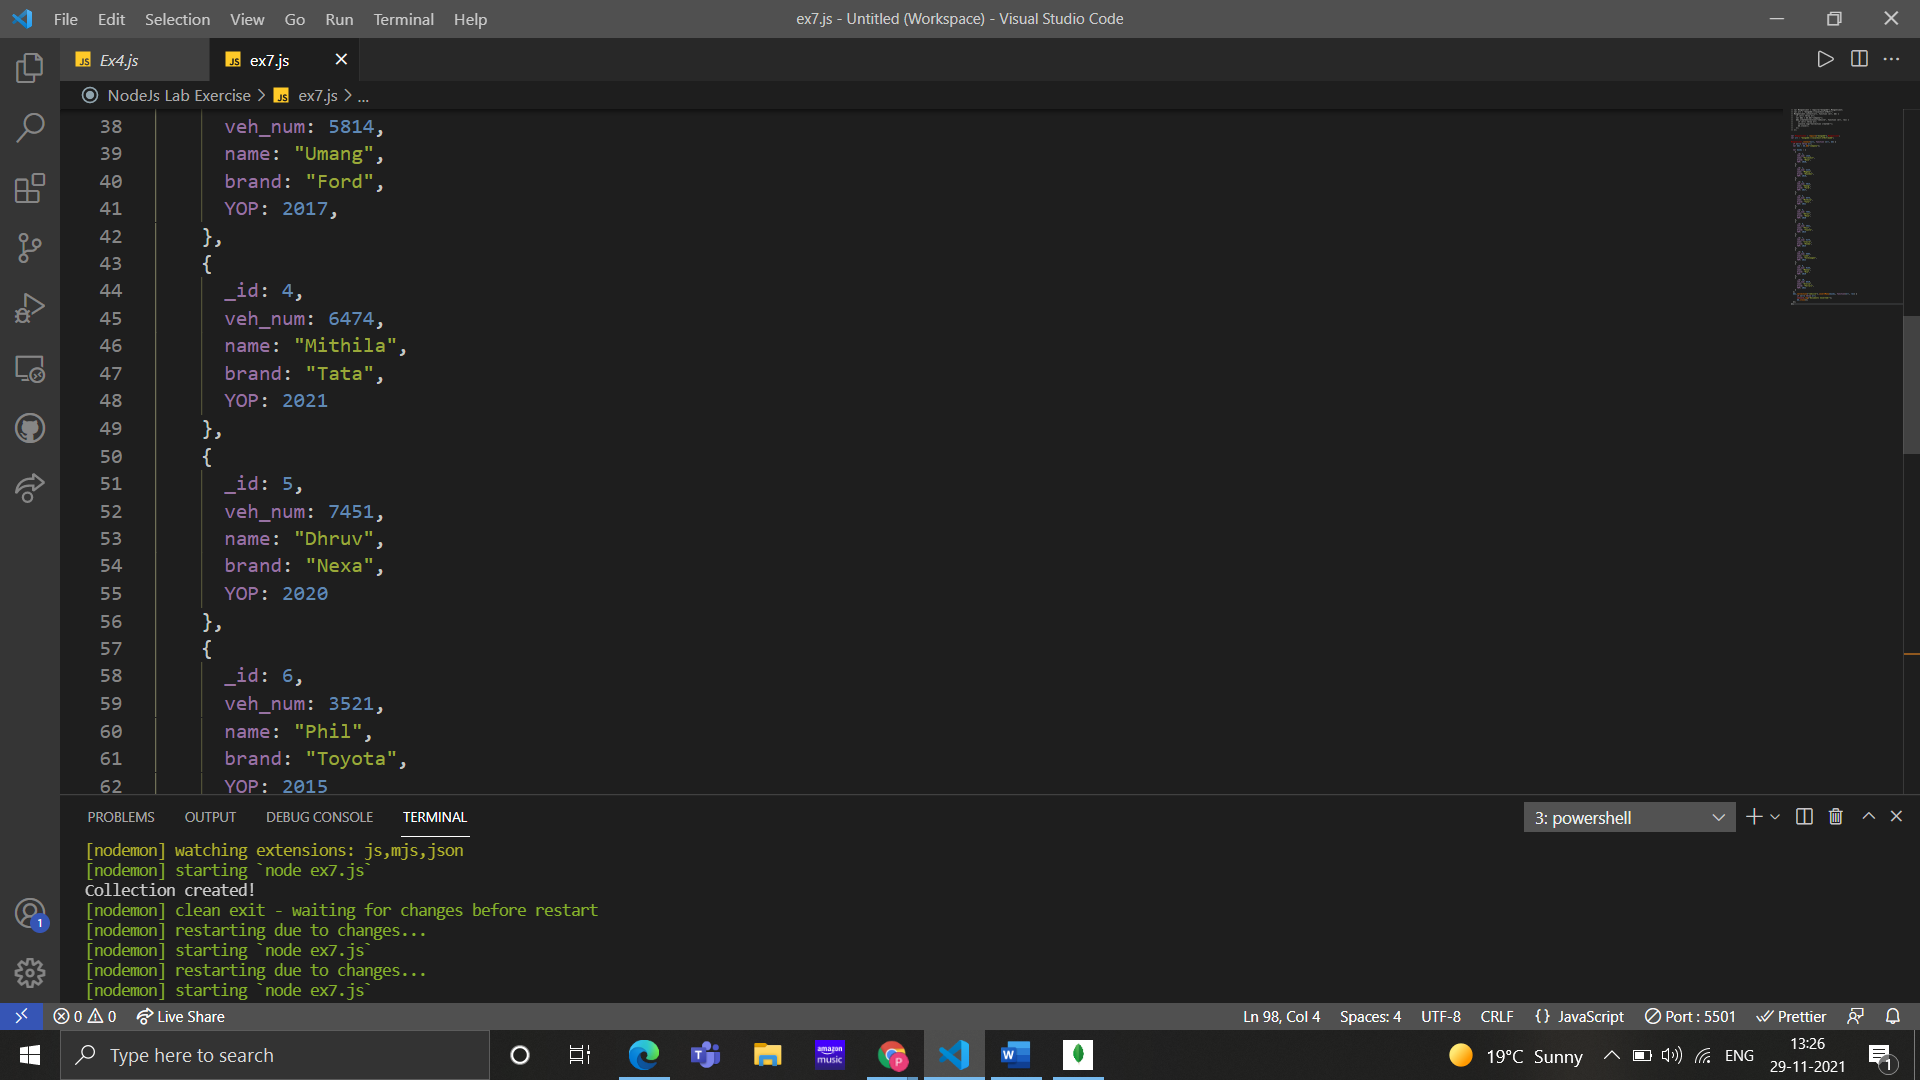 File Edit Selection View Go Run Terminal Help
ex7.js - Untitled (Workspace) - Visual Studio Code
JS Ex4.js JS ex7.js
NodeJs Lab Exercise > JS ex7.js > ...
38 veh_num: 5814,
39 name: "Umang",
40 brand: "Ford",
41 YOP: 2017,
42 },
43 {
44 _id: 4,
45 veh_num: 6474,
46 name: "Mithila",
47 brand: "Tata",
48 YOP: 2021
49 },
50 {
51 _id: 5,
52 veh_num: 7451,
53 name: "Dhruv",
54 brand: "Nexa",
55 YOP: 2020
56 },
57 {
58 _id: 6,
59 veh_num: 3521,
60 name: "Phil",
61 brand: "Toyota",
62 YOP: 2015
PROBLEMS OUTPUT DEBUG CONSOLE TERMINAL
3: powershell
[nodemon] watching extensions: js,mjs,json
[nodemon] starting `node ex7.js`
Collection created!
[nodemon] clean exit - waiting for changes before restart
[nodemon] restarting due to changes...
[nodemon] starting `node ex7.js`
[nodemon] restarting due to changes...
[nodemon] starting `node ex7.js`
1
0 0 Live Share
Ln 98, Col 4 Spaces: 4 UTF-8 CRLF {} JavaScript Port : 5501 Prettier
Type here to search
amazon music
T
P
W
19°C Sunny
ENG
13:26
29-11-2021
1